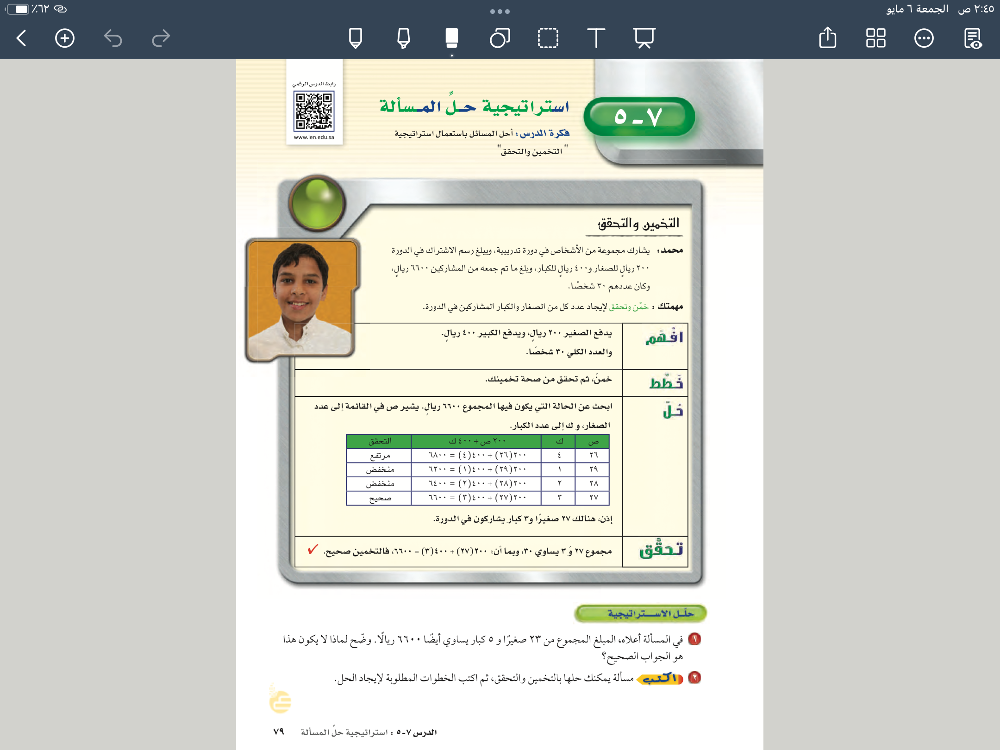 ٢:٤٥ ص الجمعة ٦ مايو
٪٦٢
رابط الدرس الرقمي
www.ien.edu.sa
٧-٥
استراتيجية حلِّ المسألة
فكرة الدرس: أحل المسائل باستعمال استراتيجية
"التخمين والتحقق"
التخمين والتحقق
محمد: يشارك مجموعة من الأشخاص في دورة تدريبية، ويبلغ رسم الاشتراك في الدورة
٢٠٠ ريالٍ للصغار و٤٠٠ ريالٍ للكبار، وبلغ ما تم جمعه من المشاركين ٦٦٠٠ ريالٍ،
وكان عددهم ٣٠ شخصًا.
مهمتك: خمّن وتحقق لإيجاد عدد كل من الصغار والكبار المشاركين في الدورة.
افْهَم
يدفع الصغير ٢٠٠ ريالٍ، ويدفع الكبير ٤٠٠ ريالٍ.
والعدد الكلي ٣٠ شخصًا.
خَطِّط
خمنّ، ثم تحقق من صحة تخمينك.
حُلّ
ابحث عن الحالة التي يكون فيها المجموع ٦٦٠٠ ريالٍ. يشير ص في القائمة إلى عدد
الصغار، و ك إلى عدد الكبار.
ص ك ٢٠٠ ص + ٤٠٠ ك التحقق
٢٦ ٤ ٢٠٠(٢٦) + ٤٠٠(٤) = ٦٨٠٠ مرتفع
٢٩ ١ ٢٠٠(٢٩) + ٤٠٠(١) = ٦٢٠٠ منخفض
٢٨ ٢ ٢٠٠(٢٨) + ٤٠٠(٢) = ٦٤٠٠ منخفض
٢٧ ٣ ٢٠٠(٢٧) + ٤٠٠(٣) = ٦٦٠٠ صحيح
إذن، هنالك ٢٧ صغيرًا و٣ كبار يشاركون في الدورة.
تحقَّق
مجموع ٢٧ وَ ٣ يساوي ٣٠، وبما أن: ٢٠٠(٢٧) + ٤٠٠(٣) = ٦٦٠٠، فالتخمين صحيح. ✓
حلّل الاستراتيجية
١ في المسألة أعلاه، المبلغ المجموع من ٢٣ صغيرًا و ٥ كبار يساوي أيضًا ٦٦٠٠ ريالًا. وضّح لماذا لا يكون هذا
هو الجواب الصحيح؟
٢ اكتب مسألة يمكنك حلها بالتخمين والتحقق، ثم اكتب الخطوات المطلوبة لإيجاد الحل.
الدرس ٧-٥ : استراتيجية حلّ المسألة ٧٩